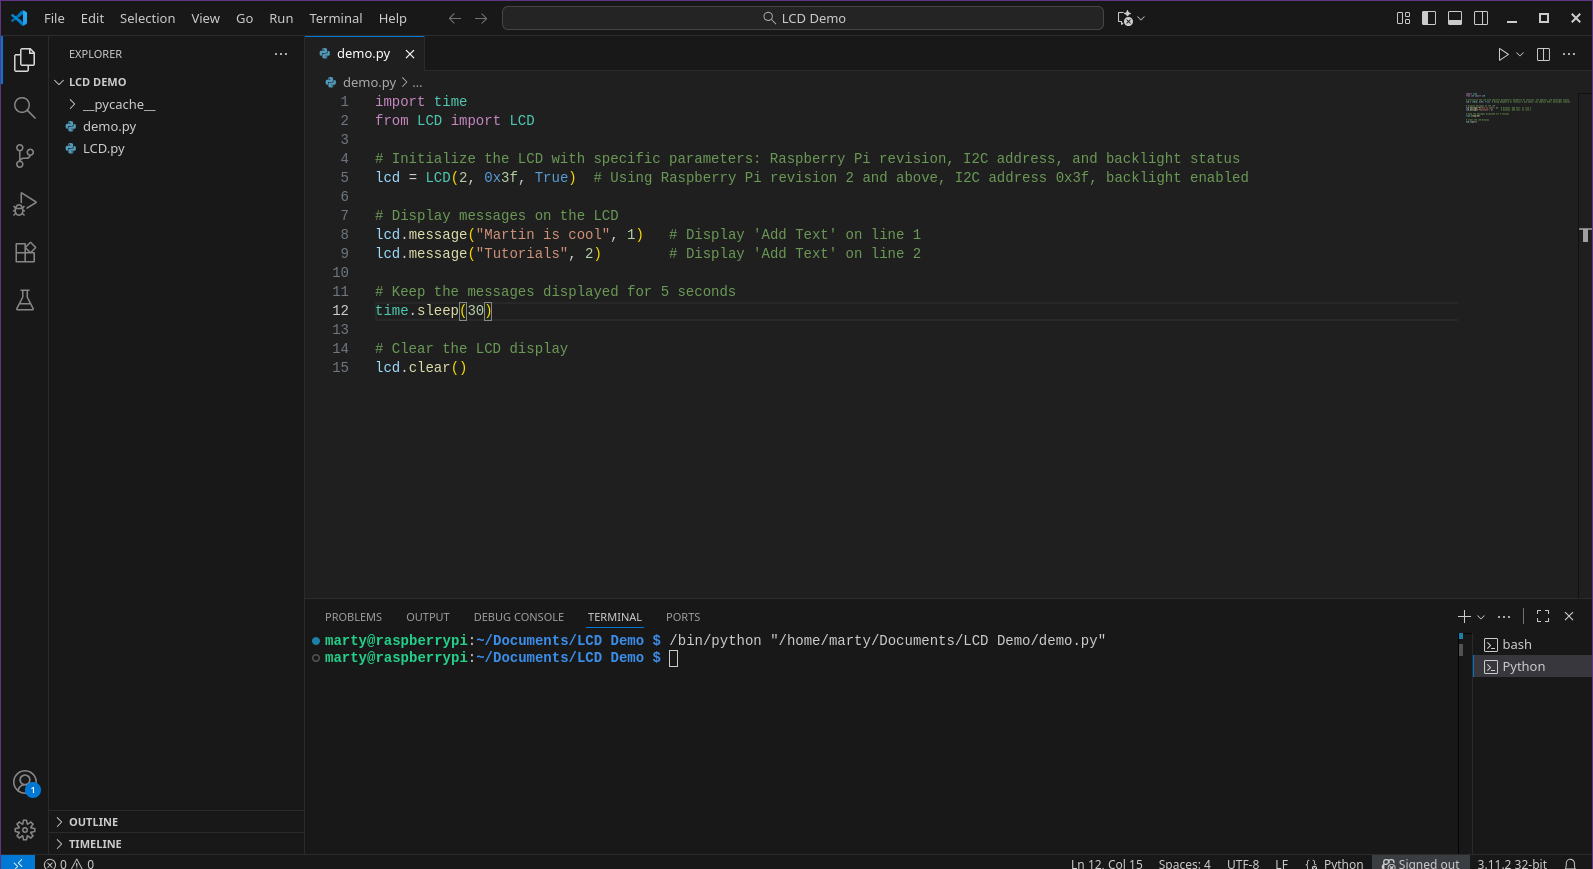 File Edit Selection View Go Run Terminal Help
LCD Demo
EXPLORER
LCD DEMO
__pycache__
demo.py
LCD.py
OUTLINE
TIMELINE
1
demo.py
demo.py > ...
1 import time
2 from LCD import LCD
3
4 # Initialize the LCD with specific parameters: Raspberry Pi revision, I2C address, and backlight status
5 lcd = LCD(2, 0x3f, True)  # Using Raspberry Pi revision 2 and above, I2C address 0x3f, backlight enabled
6
7 # Display messages on the LCD
8 lcd.message("Martin is cool", 1)   # Display 'Add Text' on line 1
9 lcd.message("Tutorials", 2)        # Display 'Add Text' on line 2
10
11 # Keep the messages displayed for 5 seconds
12 time.sleep(30)
13
14 # Clear the LCD display
15 lcd.clear()
PROBLEMS OUTPUT DEBUG CONSOLE TERMINAL PORTS
marty@raspberrypi:~/Documents/LCD Demo $ /bin/python "/home/marty/Documents/LCD Demo/demo.py"
marty@raspberrypi:~/Documents/LCD Demo $
bash
Python
0 0
Ln 12, Col 15 Spaces: 4 UTF-8 LF {} Python Signed out 3.11.2 32-bit